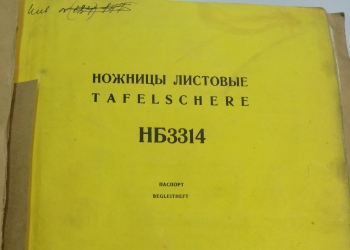 НОЖНИЦЫ ЛИСТОВЫЕ
TAFELSCHERE
НБ3314
ПАСПОРТ
BEGLEITHEFT